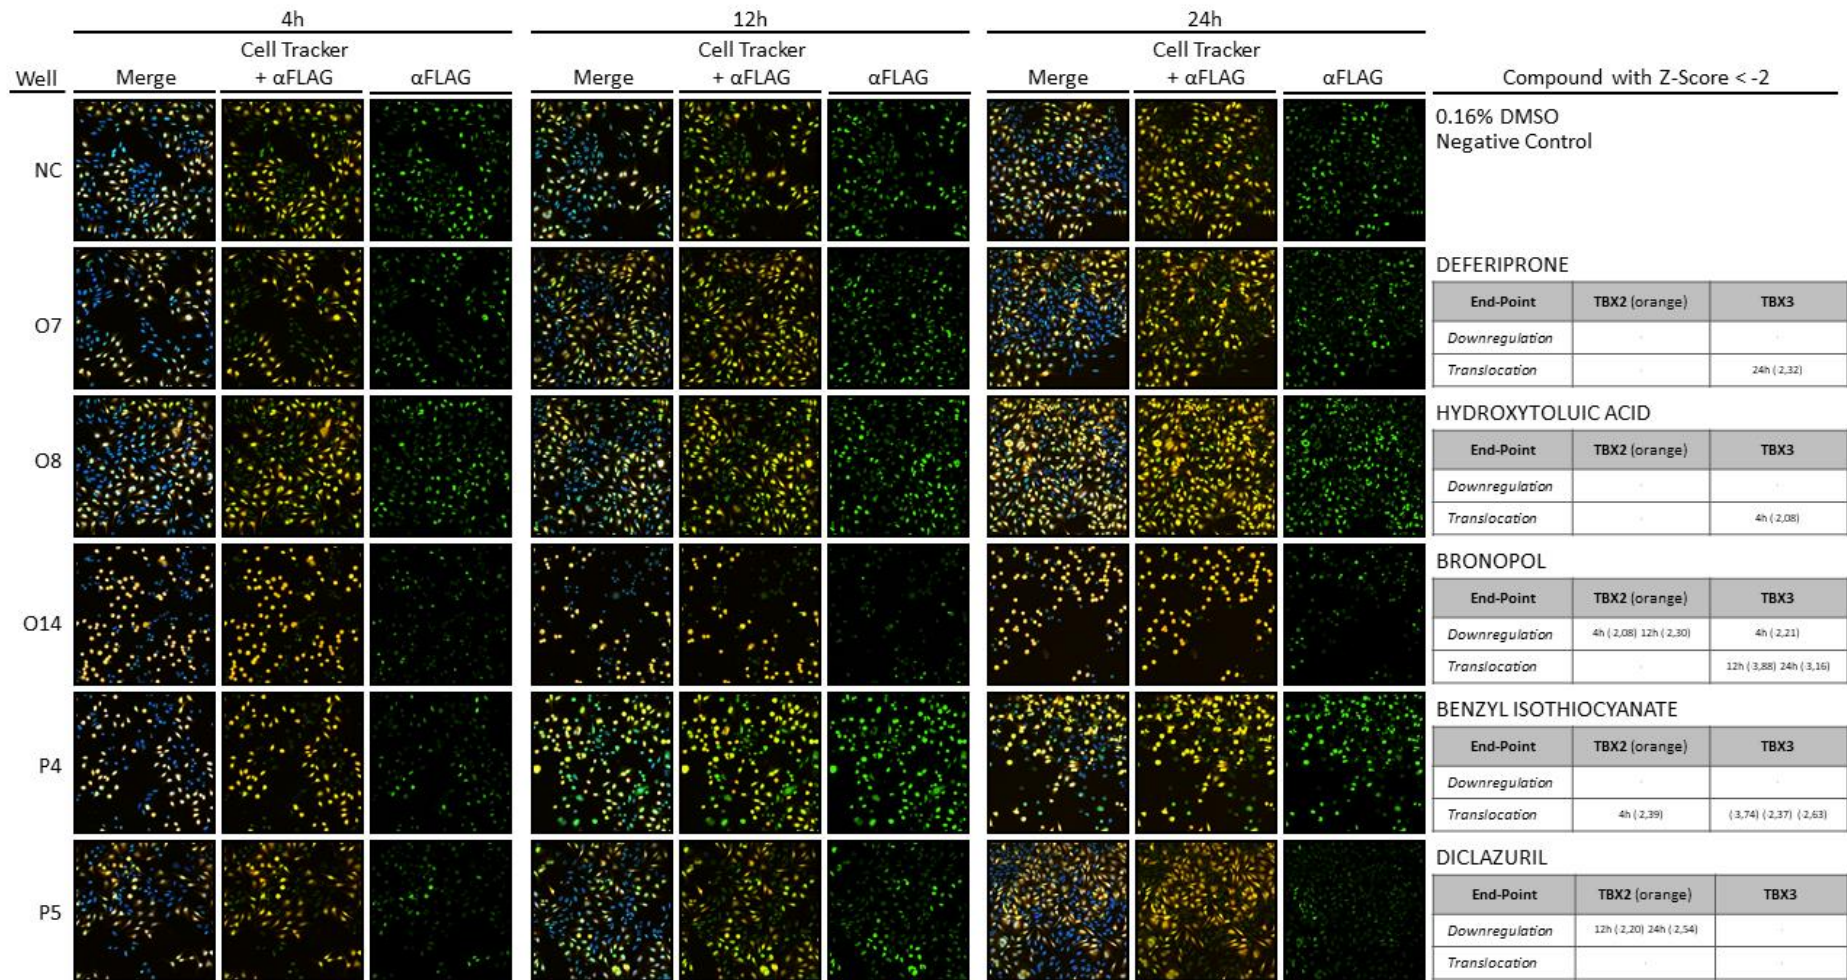 4h 12h 24h
Cell Tracker Cell Tracker Cell Tracker
Well Merge + αFLAG αFLAG Merge + αFLAG αFLAG Merge + αFLAG αFLAG Compound with Z-Score < -2
NC
0.16% DMSO
Negative Control
O7
DEFERIPRONE
End-Point TBX2 (orange) TBX3
Downregulation - -
Translocation - 24h (-2,32)
O8
HYDROXYTOLUIC ACID
End-Point TBX2 (orange) TBX3
Downregulation - -
Translocation - 4h (-2,08)
O14
BRONOPOL
End-Point TBX2 (orange) TBX3
Downregulation 4h (-2,08) 12h (-2,30) 4h (-2,21)
Translocation - 12h (-3,88) 24h (-3,16)
P4
BENZYL ISOTHIOCYANATE
End-Point TBX2 (orange) TBX3
Downregulation - -
Translocation 4h (-2,39) (-3,74) (-2,37) (-2,63)
P5
DICLAZURIL
End-Point TBX2 (orange) TBX3
Downregulation 12h (-2,20) 24h (-2,54) -
Translocation - -